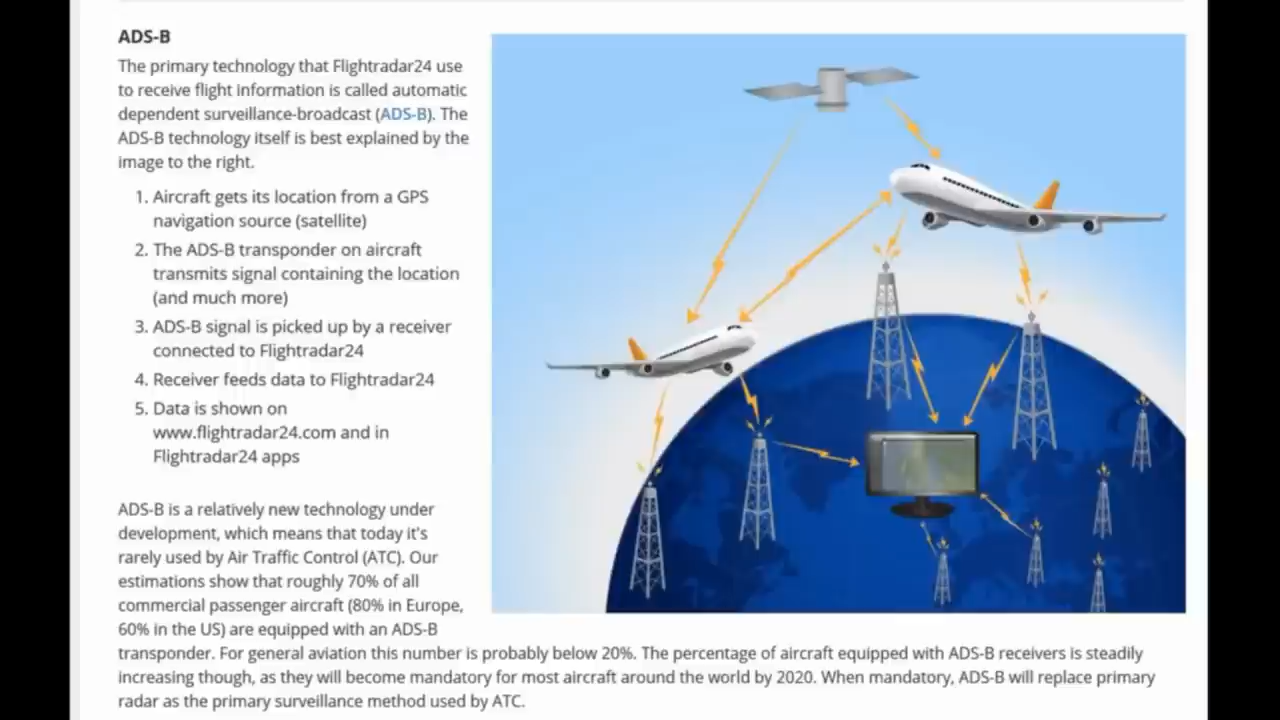 ADS-B
The primary technology that Flightradar24 use
to receive flight information is called automatic
dependent surveillance-broadcast (ADS-B). The
ADS-B technology itself is best explained by the
image to the right.
1. Aircraft gets its location from a GPS
navigation source (satellite)
2. The ADS-B transponder on aircraft
transmits signal containing the location
(and much more)
3. ADS-B signal is picked up by a receiver
connected to Flightradar24
4. Receiver feeds data to Flightradar24
5. Data is shown on
www.flightradar24.com and in
Flightradar24 apps
ADS-B is a relatively new technology under
development, which means that today it's
rarely used by Air Traffic Control (ATC). Our
estimations show that roughly 70% of all
commercial passenger aircraft (80% in Europe,
60% in the US) are equipped with an ADS-B
transponder. For general aviation this number is probably below 20%. The percentage of aircraft equipped with ADS-B receivers is steadily
increasing though, as they will become mandatory for most aircraft around the world by 2020. When mandatory, ADS-B will replace primary
radar as the primary surveillance method used by ATC.